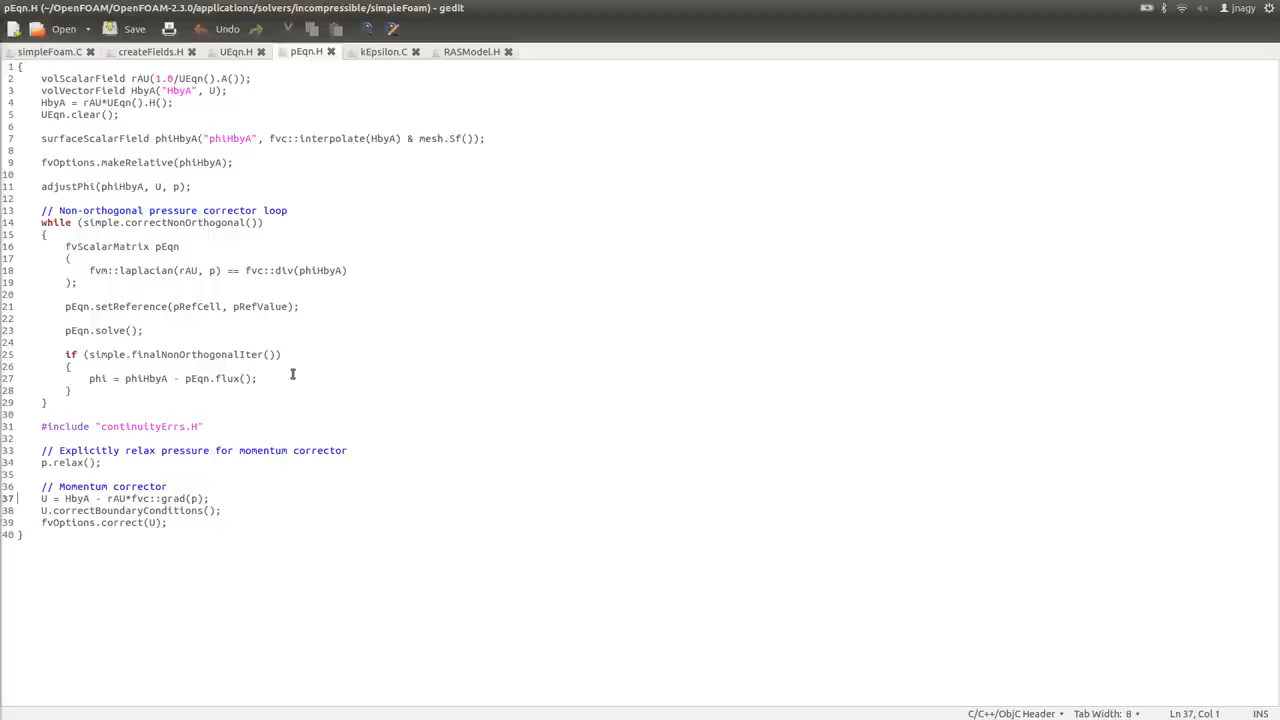 pEqn.H (~/OpenFOAM/OpenFOAM-2.3.0/applications/solvers/incompressible/simpleFoam) - gedit
jnagy
Open Save Undo
simpleFoam.C createFields.H UEqn.H pEqn.H kEpsilon.C RASModel.H
1 {
2     volScalarField rAU(1.0/UEqn().A());
3     volVectorField HbyA("HbyA", U);
4     HbyA = rAU*UEqn().H();
5     UEqn.clear();
6
7     surfaceScalarField phiHbyA("phiHbyA", fvc::interpolate(HbyA) & mesh.Sf());
8
9     fvOptions.makeRelative(phiHbyA);
10
11     adjustPhi(phiHbyA, U, p);
12
13     // Non-orthogonal pressure corrector loop
14     while (simple.correctNonOrthogonal())
15     {
16         fvScalarMatrix pEqn
17         (
18             fvm::laplacian(rAU, p) == fvc::div(phiHbyA)
19         );
20
21         pEqn.setReference(pRefCell, pRefValue);
22
23         pEqn.solve();
24
25         if (simple.finalNonOrthogonalIter())
26         {
27             phi = phiHbyA - pEqn.flux();
28         }
29     }
30
31     #include "continuityErrs.H"
32
33     // Explicitly relax pressure for momentum corrector
34     p.relax();
35
36     // Momentum corrector
37     U = HbyA - rAU*fvc::grad(p);
38     U.correctBoundaryConditions();
39     fvOptions.correct(U);
40 }
C/C++/ObjC Header Tab Width: 8 Ln 37, Col 1 INS